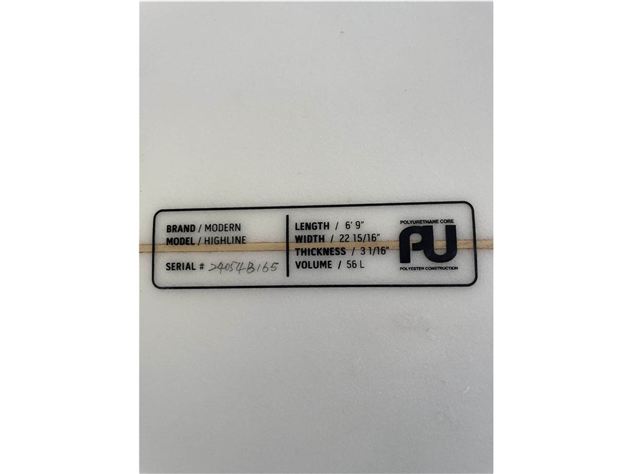 BRAND / MODERN
MODEL / HIGHLINE
SERIAL # 24054B165
LENGTH / 6' 9"
WIDTH / 22 15/16"
THICKNESS / 3 1/16"
VOLUME / 56 L
POLYURETHANE CORE
PU
POLYESTER CONSTRUCTION